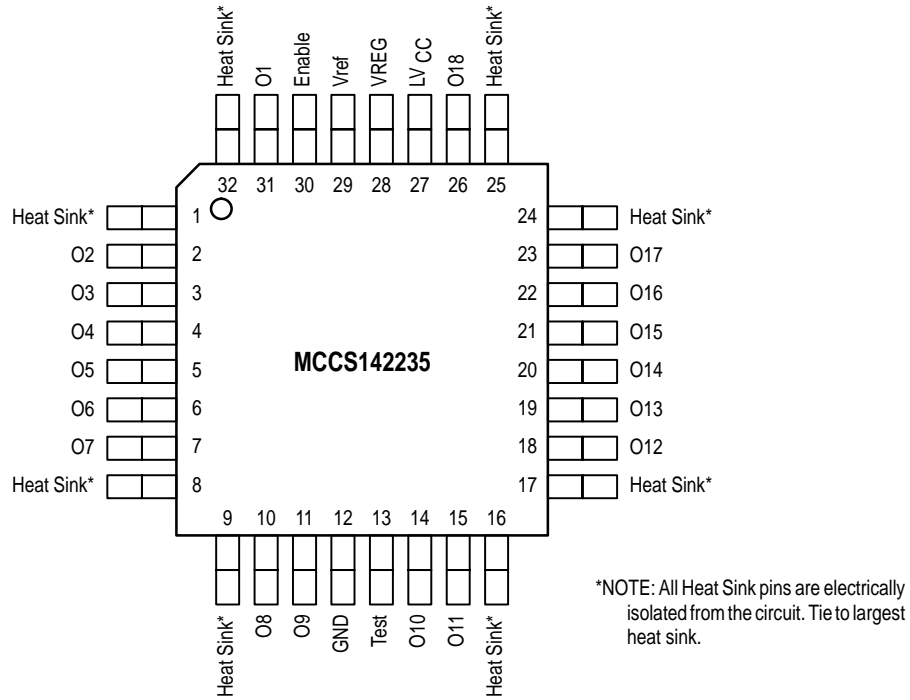 Heat Sink*
O1
Enable
Vref
VREG
LV CC
O18
Heat Sink*
32 31 30 29 28 27 26 25
Heat Sink* 1
O2 2
O3 3
O4 4
O5 5
O6 6
O7 7
Heat Sink* 8
MCCS142235
24 Heat Sink*
23 O17
22 O16
21 O15
20 O14
19 O13
18 O12
17 Heat Sink*
9 10 11 12 13 14 15 16
Heat Sink*
O8
O9
GND
Test
O10
O11
Heat Sink*
*NOTE: All Heat Sink pins are electrically
isolated from the circuit. Tie to largest
heat sink.